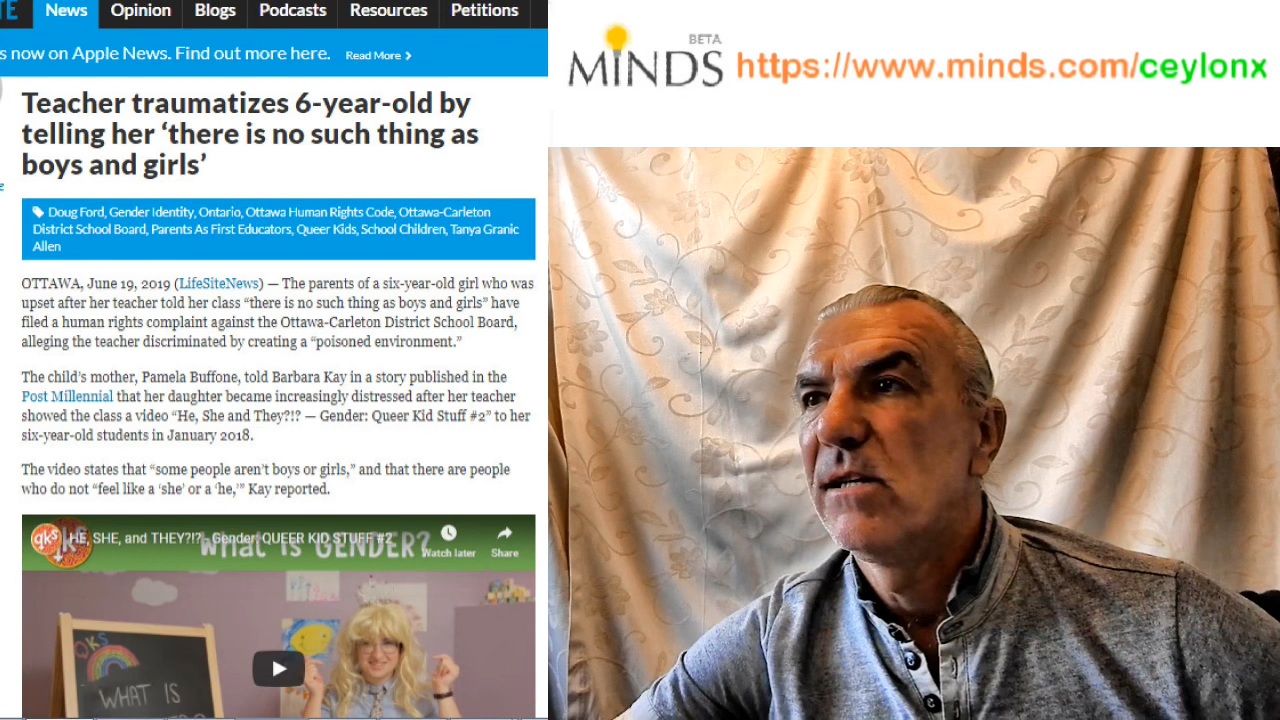 News Opinion Blogs Podcasts Resources Petitions
s now on Apple News. Find out more here. Read More >
Teacher traumatizes 6-year-old by
telling her ‘there is no such thing as
boys and girls’
Doug Ford, Gender Identity, Ontario, Ottawa Human Rights Code, Ottawa-Carleton
District School Board, Parents As First Educators, Queer Kids, School Children, Tanya Granic
Allen
OTTAWA, June 19, 2019 (LifeSiteNews) — The parents of a six-year-old girl who was
upset after her teacher told her class “there is no such thing as boys and girls” have
filed a human rights complaint against the Ottawa-Carleton District School Board,
alleging the teacher discriminated by creating a “poisoned environment.”
The child’s mother, Pamela Buffone, told Barbara Kay in a story published in the
Post Millennial that her daughter became increasingly distressed after her teacher
showed the class a video “He, She and They?!? — Gender: Queer Kid Stuff #2” to her
six-year-old students in January 2018.
The video states that “some people aren’t boys or girls,” and that there are people
who do not “feel like a ‘she’ or a ‘he,’” Kay reported.
qks HE, SHE, and THEY?!? - Gender: QUEER KID STUFF #2
WHAT IS GENDER?
Watch later Share
QKS
WHAT IS
BETA
MINDS https://www.minds.com/ceylonx